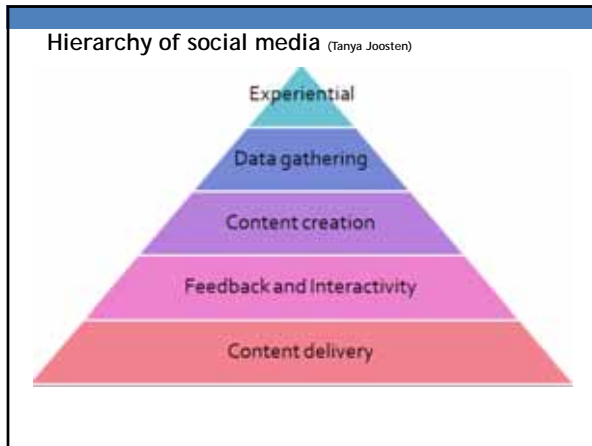 Hierarchy of social media (Tanya Joosten)
Experiential
Data gathering
Content creation
Feedback and Interactivity
Content delivery